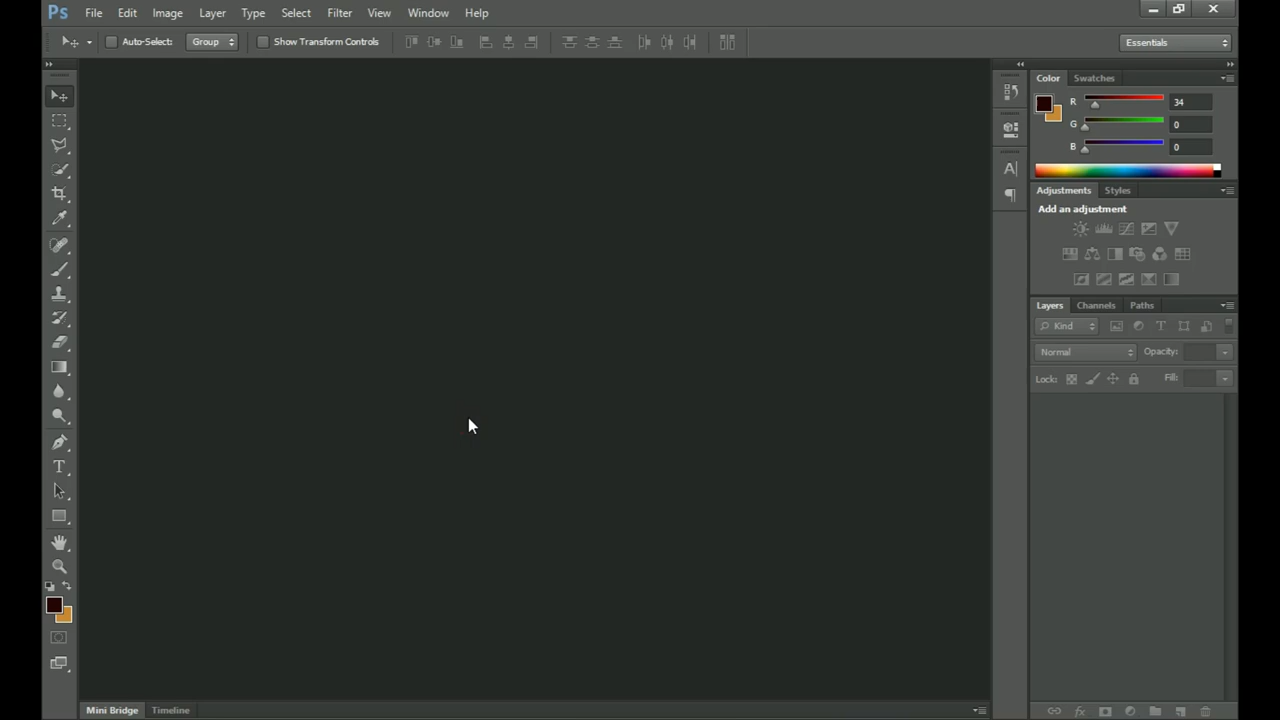 Ps File Edit Image Layer Type Select Filter View Window Help
Auto-Select: Group Show Transform Controls Essentials
Color Swatches
R 34
G 0
B 0
Adjustments Styles
Add an adjustment
Layers Channels Paths
Kind
Normal Opacity:
Lock: Fill:
Mini Bridge Timeline